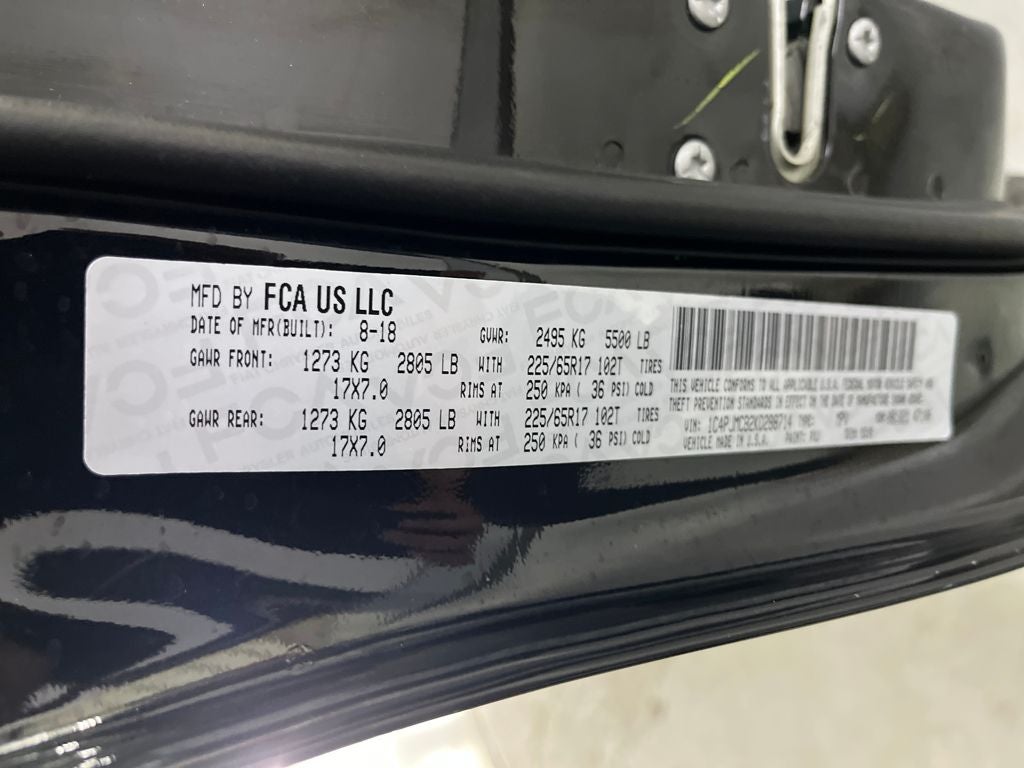 MFD BY FCA US LLC
DATE OF MFR(BUILT): 8-18 GVWR: 2495 KG 5500 LB
GAWR FRONT: 1273 KG 2805 LB WITH 225/65R17 102T TIRES
17X7.0 RIMS AT 250 KPA ( 36 PSI) COLD
GAWR REAR: 1273 KG 2805 LB WITH 225/65R17 102T TIRES
17X7.0 RIMS AT 250 KPA ( 36 PSI) COLD
THIS VEHICLE CONFORMS TO ALL APPLICABLE U.S.A. FEDERAL MOTOR VEHICLE SAFETY AND
THEFT PREVENTION STANDARDS IN EFFECT ON THE DATE OF MANUFACTURE SHOWN ABOVE.
VIN: TYPE: MPV
VEHICLE MADE IN U.S.A. PAINT: